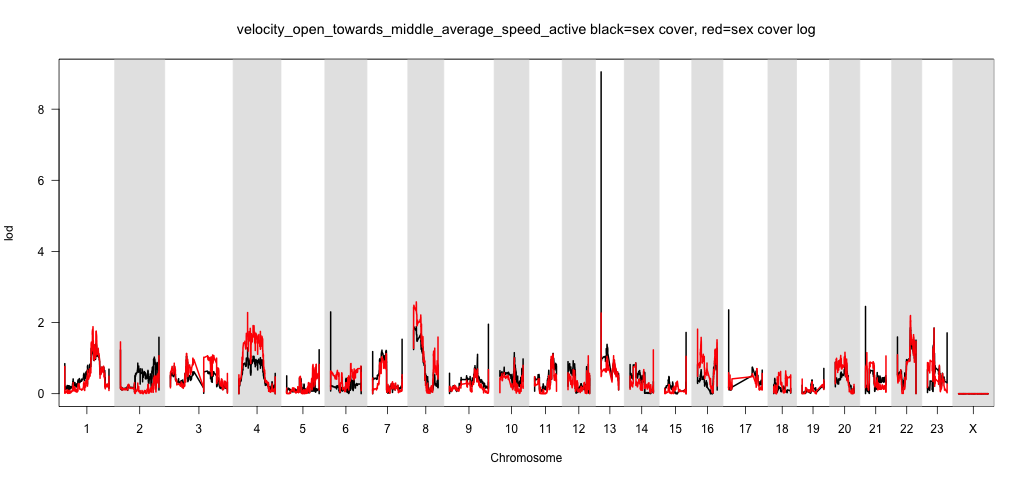 velocity_open_towards_middle_average_speed_active black=sex cover, red=sex cover log
8
6
4
2
0
lod
1 2 3 4 5 6 7 8 9 10 11 12 13 14 15 16 17 18 19 20 21 22 23 X
Chromosome